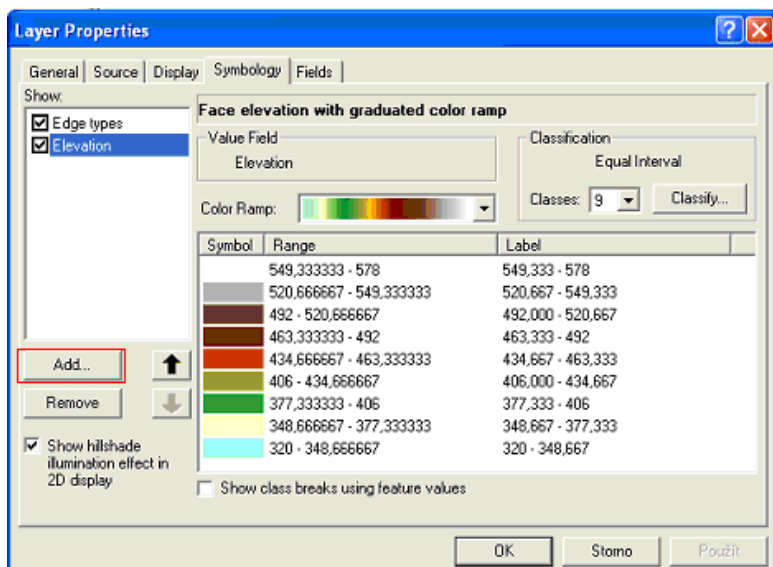 Layer Properties
General Source Display Symbology Fields
Show:
Edge types
Elevation
Add...
Remove
Show hillshade
illumination effect in
2D display
Face elevation with graduated color ramp
Value Field
Elevation
Classification
Equal Interval
Color Ramp:
Classes: 9 Classify...
Symbol Range Label
549,333333 - 578 549,333 - 578
520,666667 - 549,333333 520,667 - 549,333
492 - 520,666667 492,000 - 520,667
463,333333 - 492 463,333 - 492
434,666667 - 463,333333 434,667 - 463,333
406 - 434,666667 406,000 - 434,667
377,333333 - 406 377,333 - 406
348,666667 - 377,333333 348,667 - 377,333
320 - 348,666667 320 - 348,667
Show class breaks using feature values
OK Storno Použít